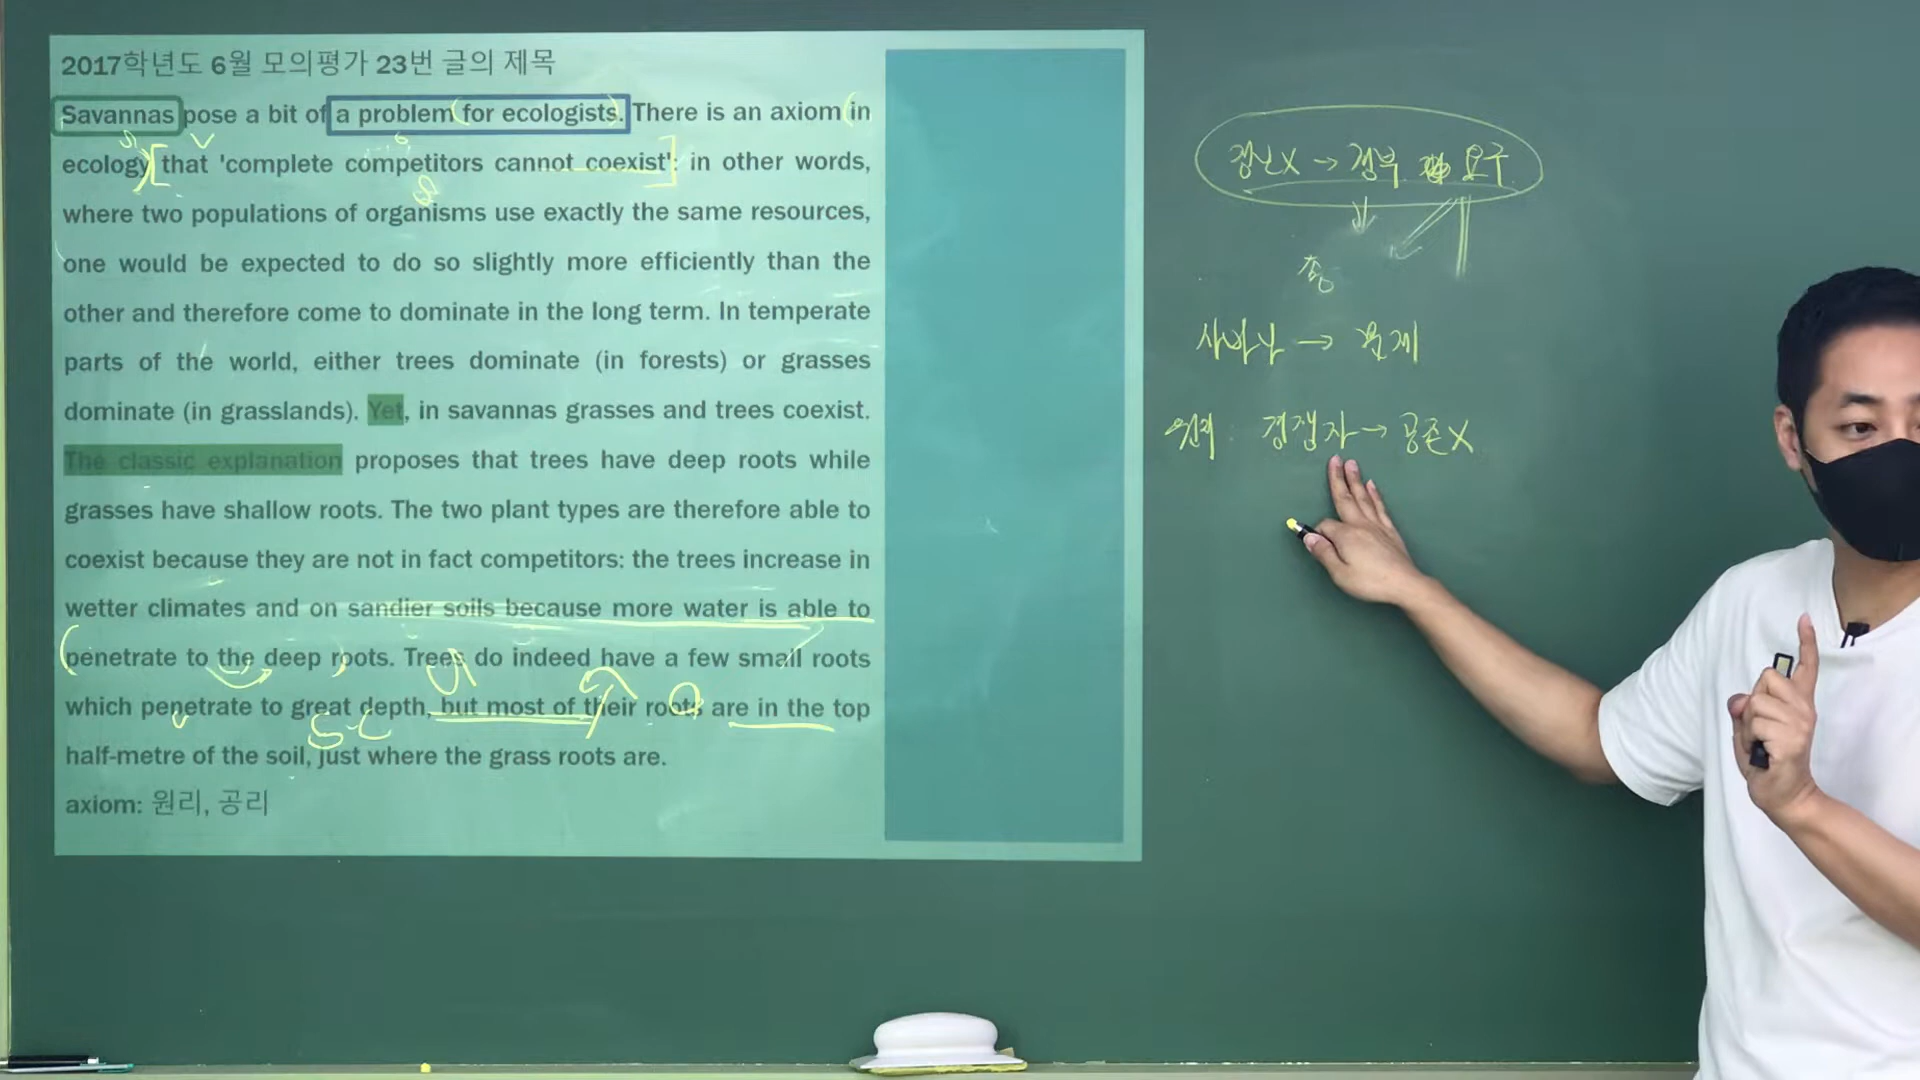 2017학년도 6월 모의평가 23번 글의 제목
Savannas pose a bit of a problem for ecologists. There is an axiom in
ecology that 'complete competitors cannot coexist': in other words,
where two populations of organisms use exactly the same resources,
one would be expected to do so slightly more efficiently than the
other and therefore come to dominate in the long term. In temperate
parts of the world, either trees dominate (in forests) or grasses
dominate (in grasslands). Yet, in savannas grasses and trees coexist.
The classic explanation proposes that trees have deep roots while
grasses have shallow roots. The two plant types are therefore able to
coexist because they are not in fact competitors: the trees increase in
wetter climates and on sandier soils because more water is able to
penetrate to the deep roots. Trees do indeed have a few small roots
which penetrate to great depth, but most of their roots are in the top
half-metre of the soil, just where the grass roots are.
axiom: 원리, 공리
→ 정부 요구
사바나 → 문제
원리: 경쟁자 → 공존X